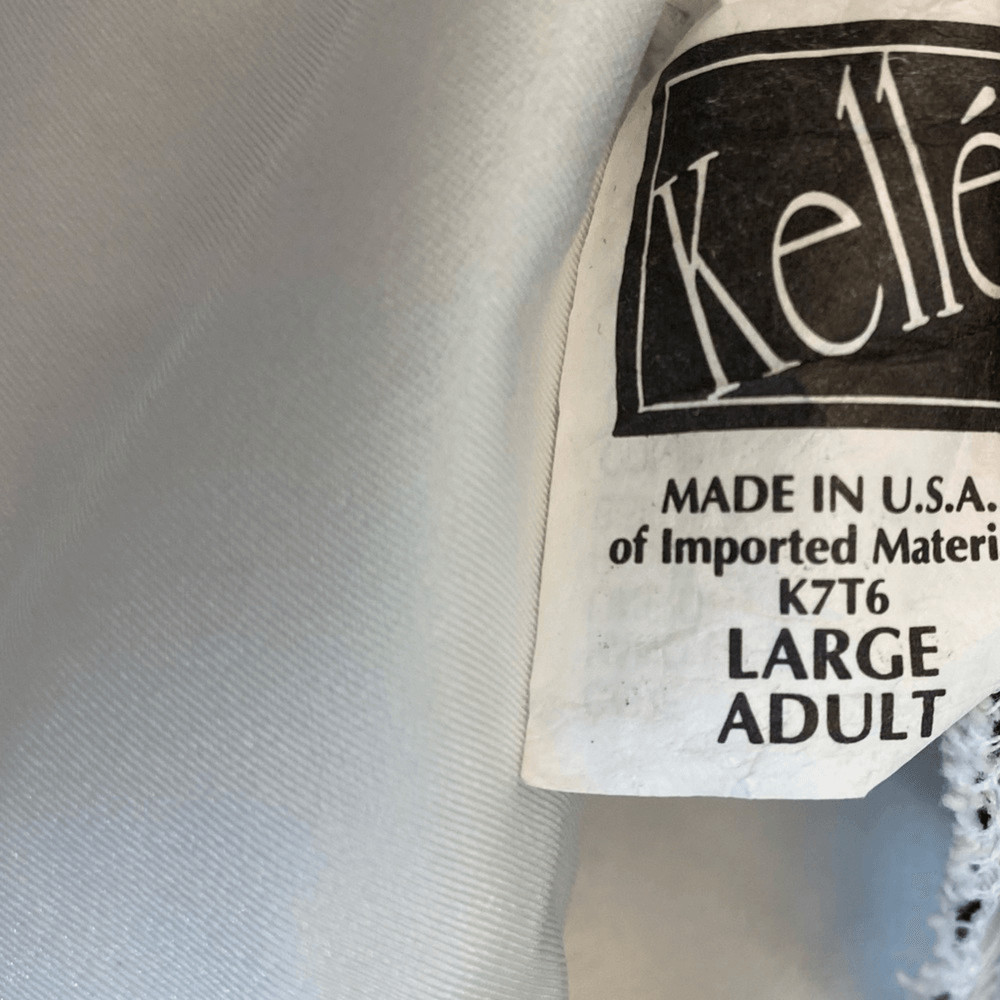 Kellé
MADE IN U.S.A.
of Imported Materi
K7T6
LARGE
ADULT